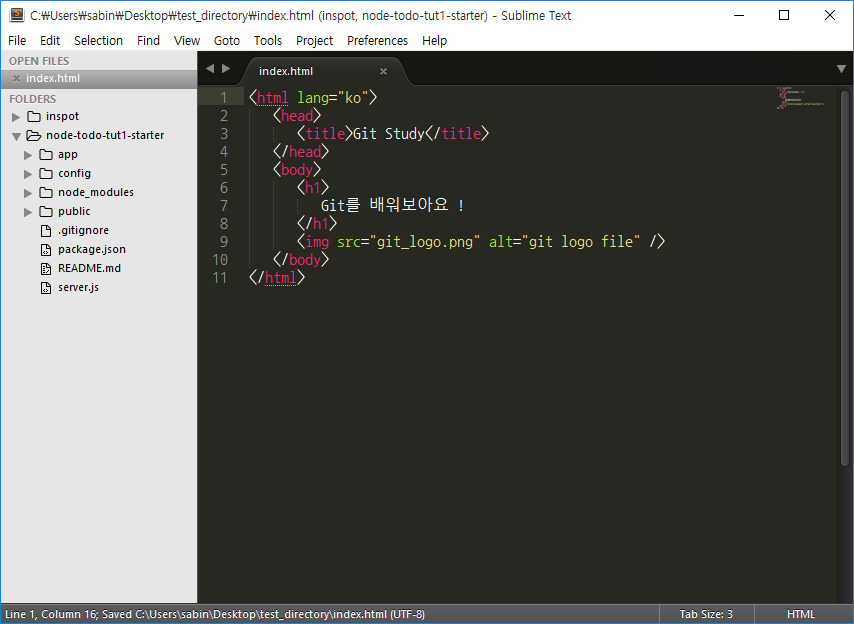 C:₩Users₩sabin₩Desktop₩test_directory₩index.html (inspot, node-todo-tut1-starter) - Sublime Text
File Edit Selection Find View Goto Tools Project Preferences Help
OPEN FILES
index.html
FOLDERS
inspot
node-todo-tut1-starter
app
config
node_modules
public
.gitignore
package.json
README.md
server.js
index.html
1 <html lang="ko">
2 <head>
3 <title>Git Study</title>
4 </head>
5 <body>
6 <h1>
7 Git를 배워보아요 !
8 </h1>
9 <img src="git_logo.png" alt="git logo file" />
10 </body>
11 </html>
Line 1, Column 16; Saved C:\Users\sabin\Desktop\test_directory\index.html (UTF-8) Tab Size: 3 HTML